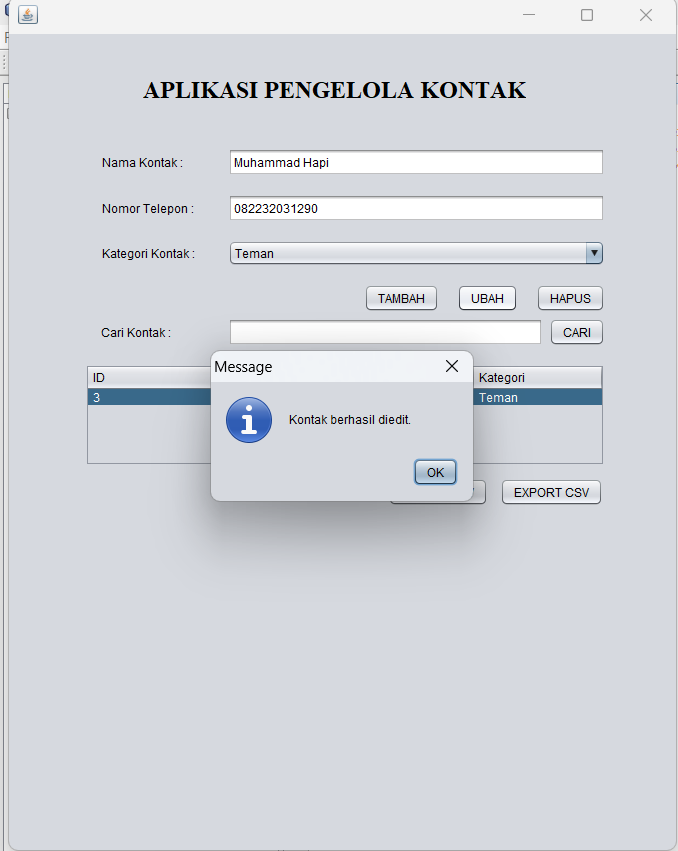 APLIKASI PENGELOLA KONTAK
Nama Kontak : Muhammad Hapi
Nomor Telepon : 082232031290
Kategori Kontak : Teman
TAMBAH UBAH HAPUS
Cari Kontak : CARI
Message
ID Kategori
3 Teman
Kontak berhasil diedit.
OK
EXPORT CSV